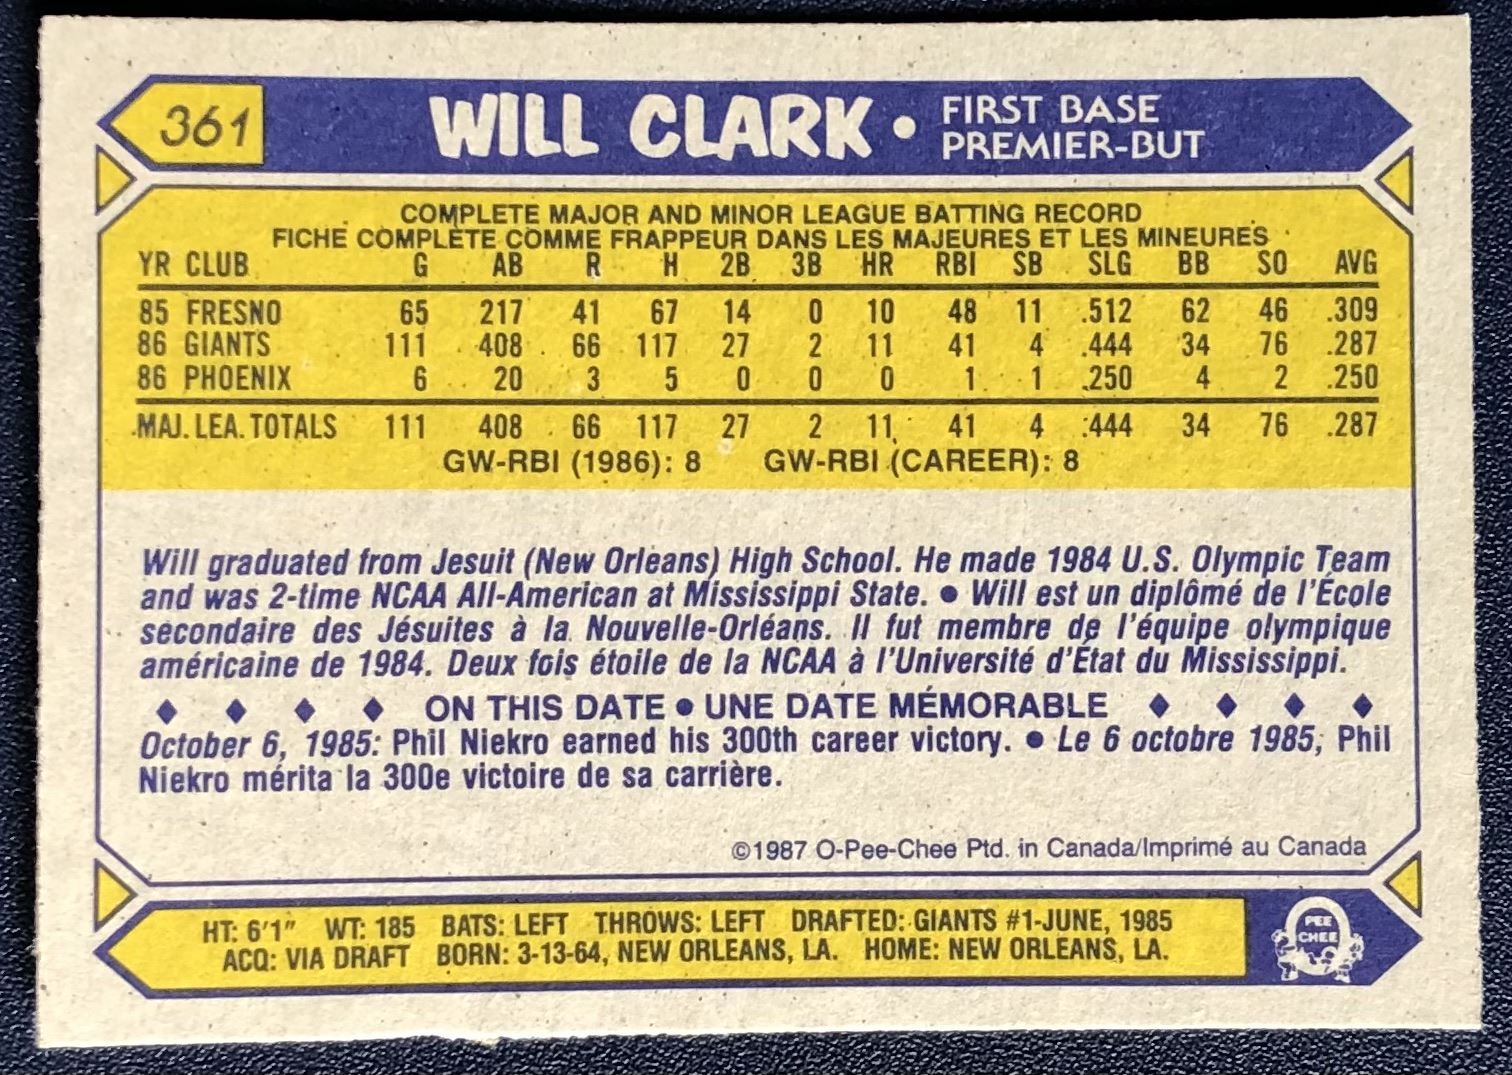 361
WILL CLARK • FIRST BASE
PREMIER-BUT
COMPLETE MAJOR AND MINOR LEAGUE BATTING RECORD
FICHE COMPLÈTE COMME FRAPPEUR DANS LES MAJEURES ET LES MINEURES
YR CLUB G AB R H 2B 3B HR RBI SB SLG BB SO AVG
85 FRESNO 65 217 41 67 14 0 10 48 11 .512 62 46 .309
86 GIANTS 111 408 66 117 27 2 11 41 4 .444 34 76 .287
86 PHOENIX 6 20 3 5 0 0 0 1 1 .250 4 2 .250
MAJ. LEA. TOTALS 111 408 66 117 27 2 11 41 4 .444 34 76 .287
GW-RBI (1986): 8 GW-RBI (CAREER): 8
Will graduated from Jesuit (New Orleans) High School. He made 1984 U.S. Olympic Team
and was 2-time NCAA All-American at Mississippi State. • Will est un diplômé de l'École
secondaire des Jésuites à la Nouvelle-Orléans. Il fut membre de l'équipe olympique
américaine de 1984. Deux fois étoile de la NCAA à l'Université d'État du Mississippi.
♦ ♦ ♦ ♦ ON THIS DATE • UNE DATE MÉMORABLE ♦ ♦ ♦ ♦
October 6, 1985: Phil Niekro earned his 300th career victory. • Le 6 octobre 1985, Phil
Niekro mérita la 300e victoire de sa carrière.
©1987 O-Pee-Chee Ptd. in Canada/Imprimé au Canada
HT: 6'1" WT: 185 BATS: LEFT THROWS: LEFT DRAFTED: GIANTS #1-JUNE, 1985
ACQ: VIA DRAFT BORN: 3-13-64, NEW ORLEANS, LA. HOME: NEW ORLEANS, LA.
PEE
CHEE